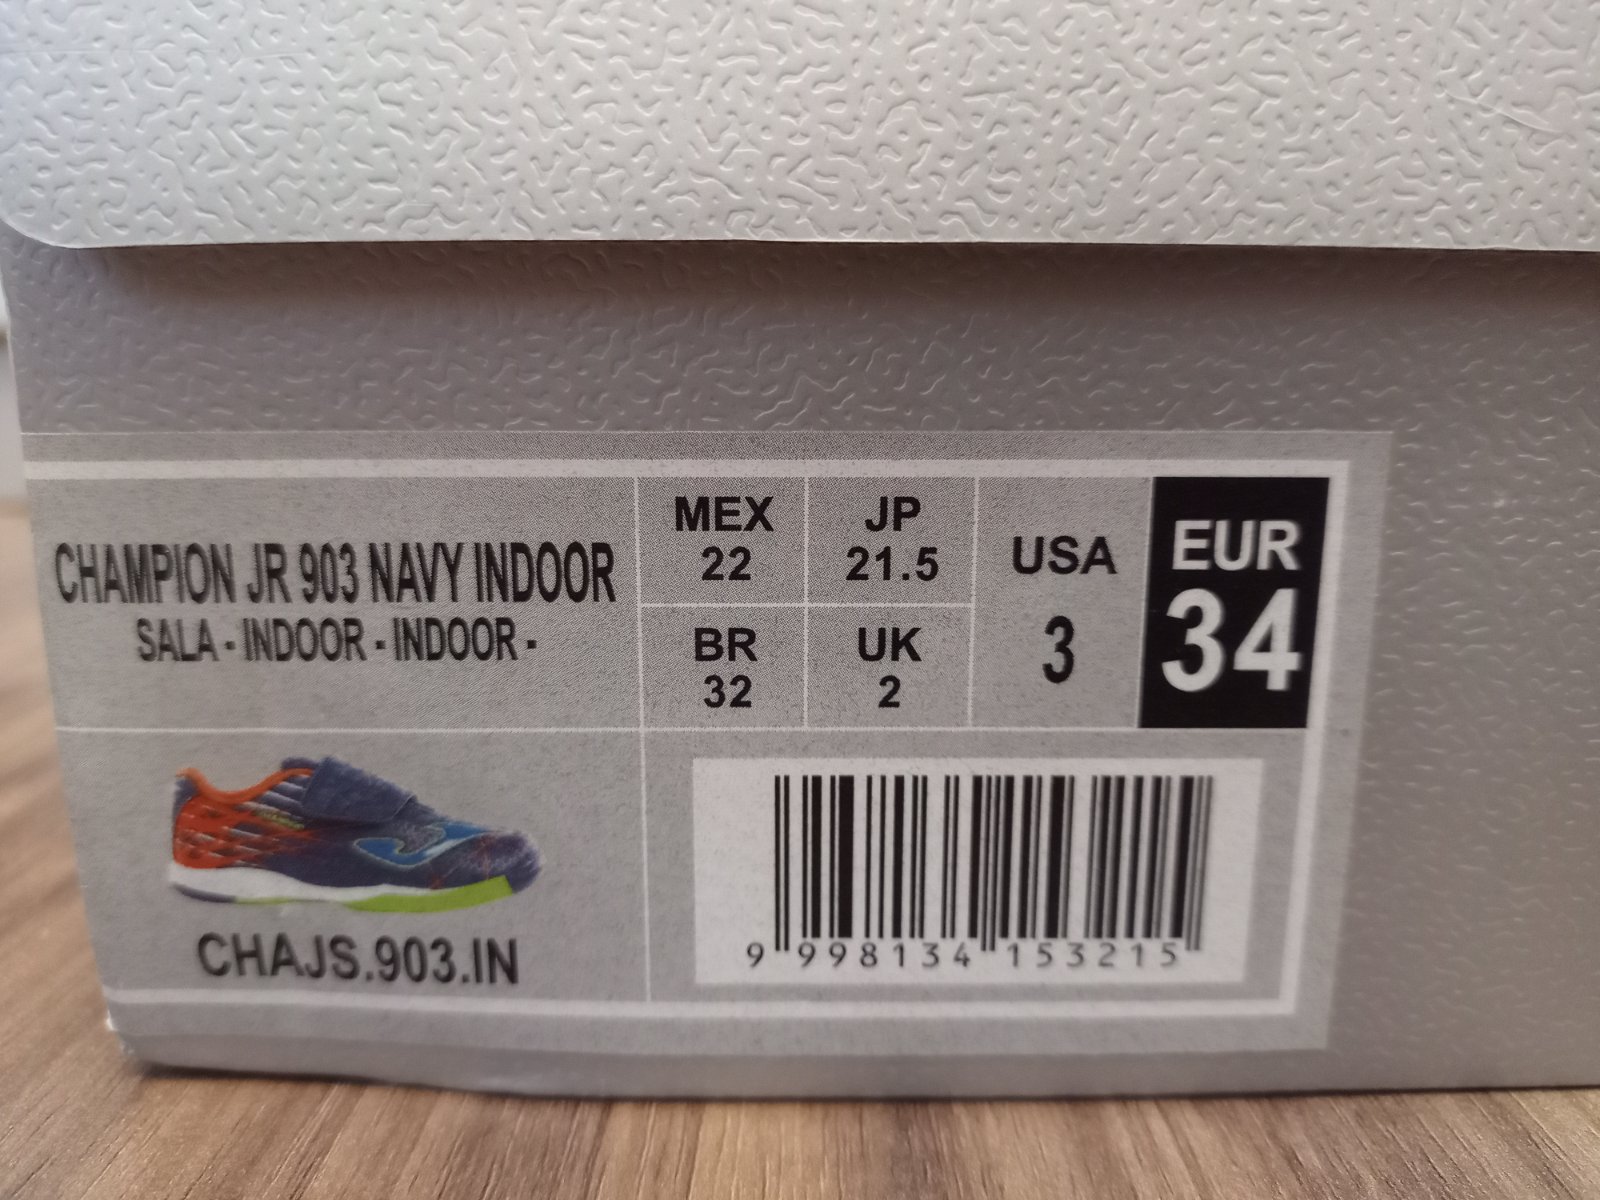 CHAMPION JR 903 NAVY INDOOR
SALA - INDOOR - INDOOR -
MEX
22
JP
21.5
BR
32
UK
2
USA
3
EUR
34
CHAJS.903.IN
9 998134 153215